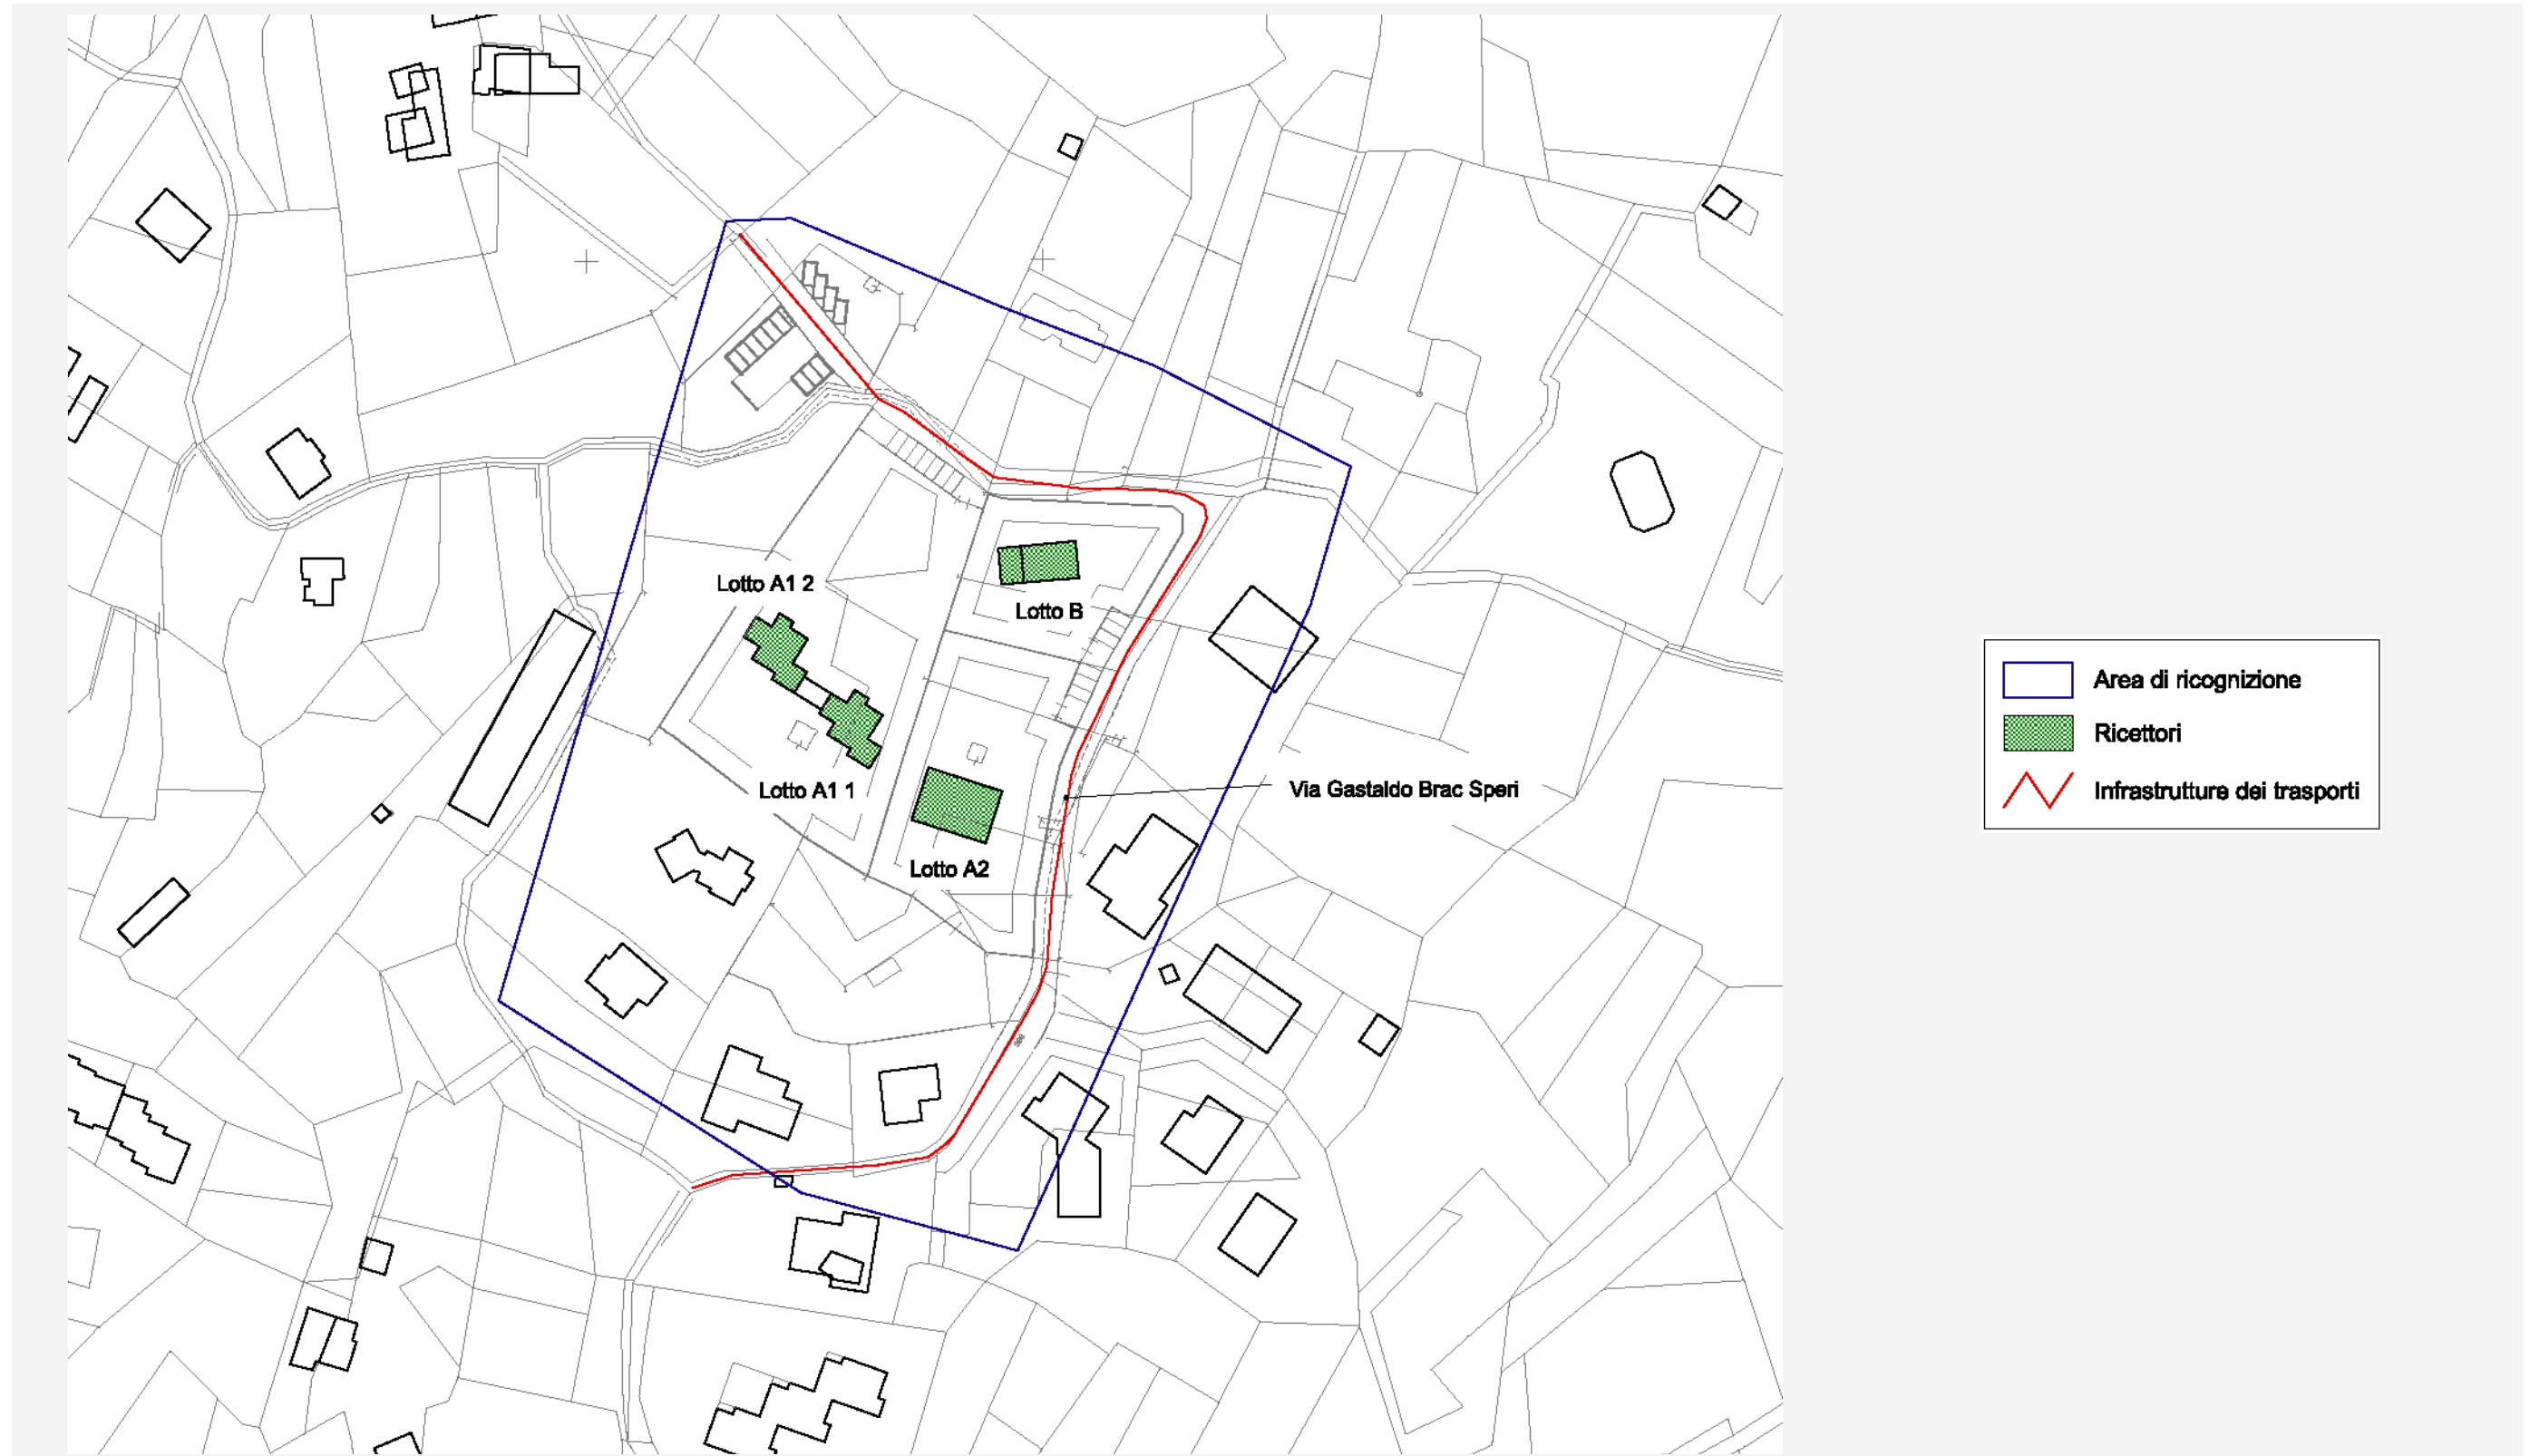 Lotto A1 2
Lotto B
Lotto A1 1
Via Gastaldo Brac Speri
Lotto A2
Area di ricognizione
Ricettori
Infrastrutture dei trasporti